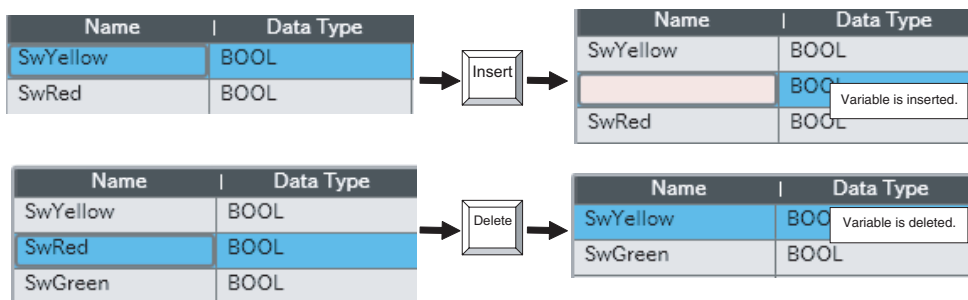 Name | Data Type
SwYellow BOOL
SwRed BOOL
Insert
Name | Data Type
SwYellow BOOL
BOOL
Variable is inserted.
SwRed BOOL
Name | Data Type
SwYellow BOOL
SwRed BOOL
SwGreen BOOL
Delete
Name | Data Type
SwYellow BOO
Variable is deleted.
SwGreen BOOL